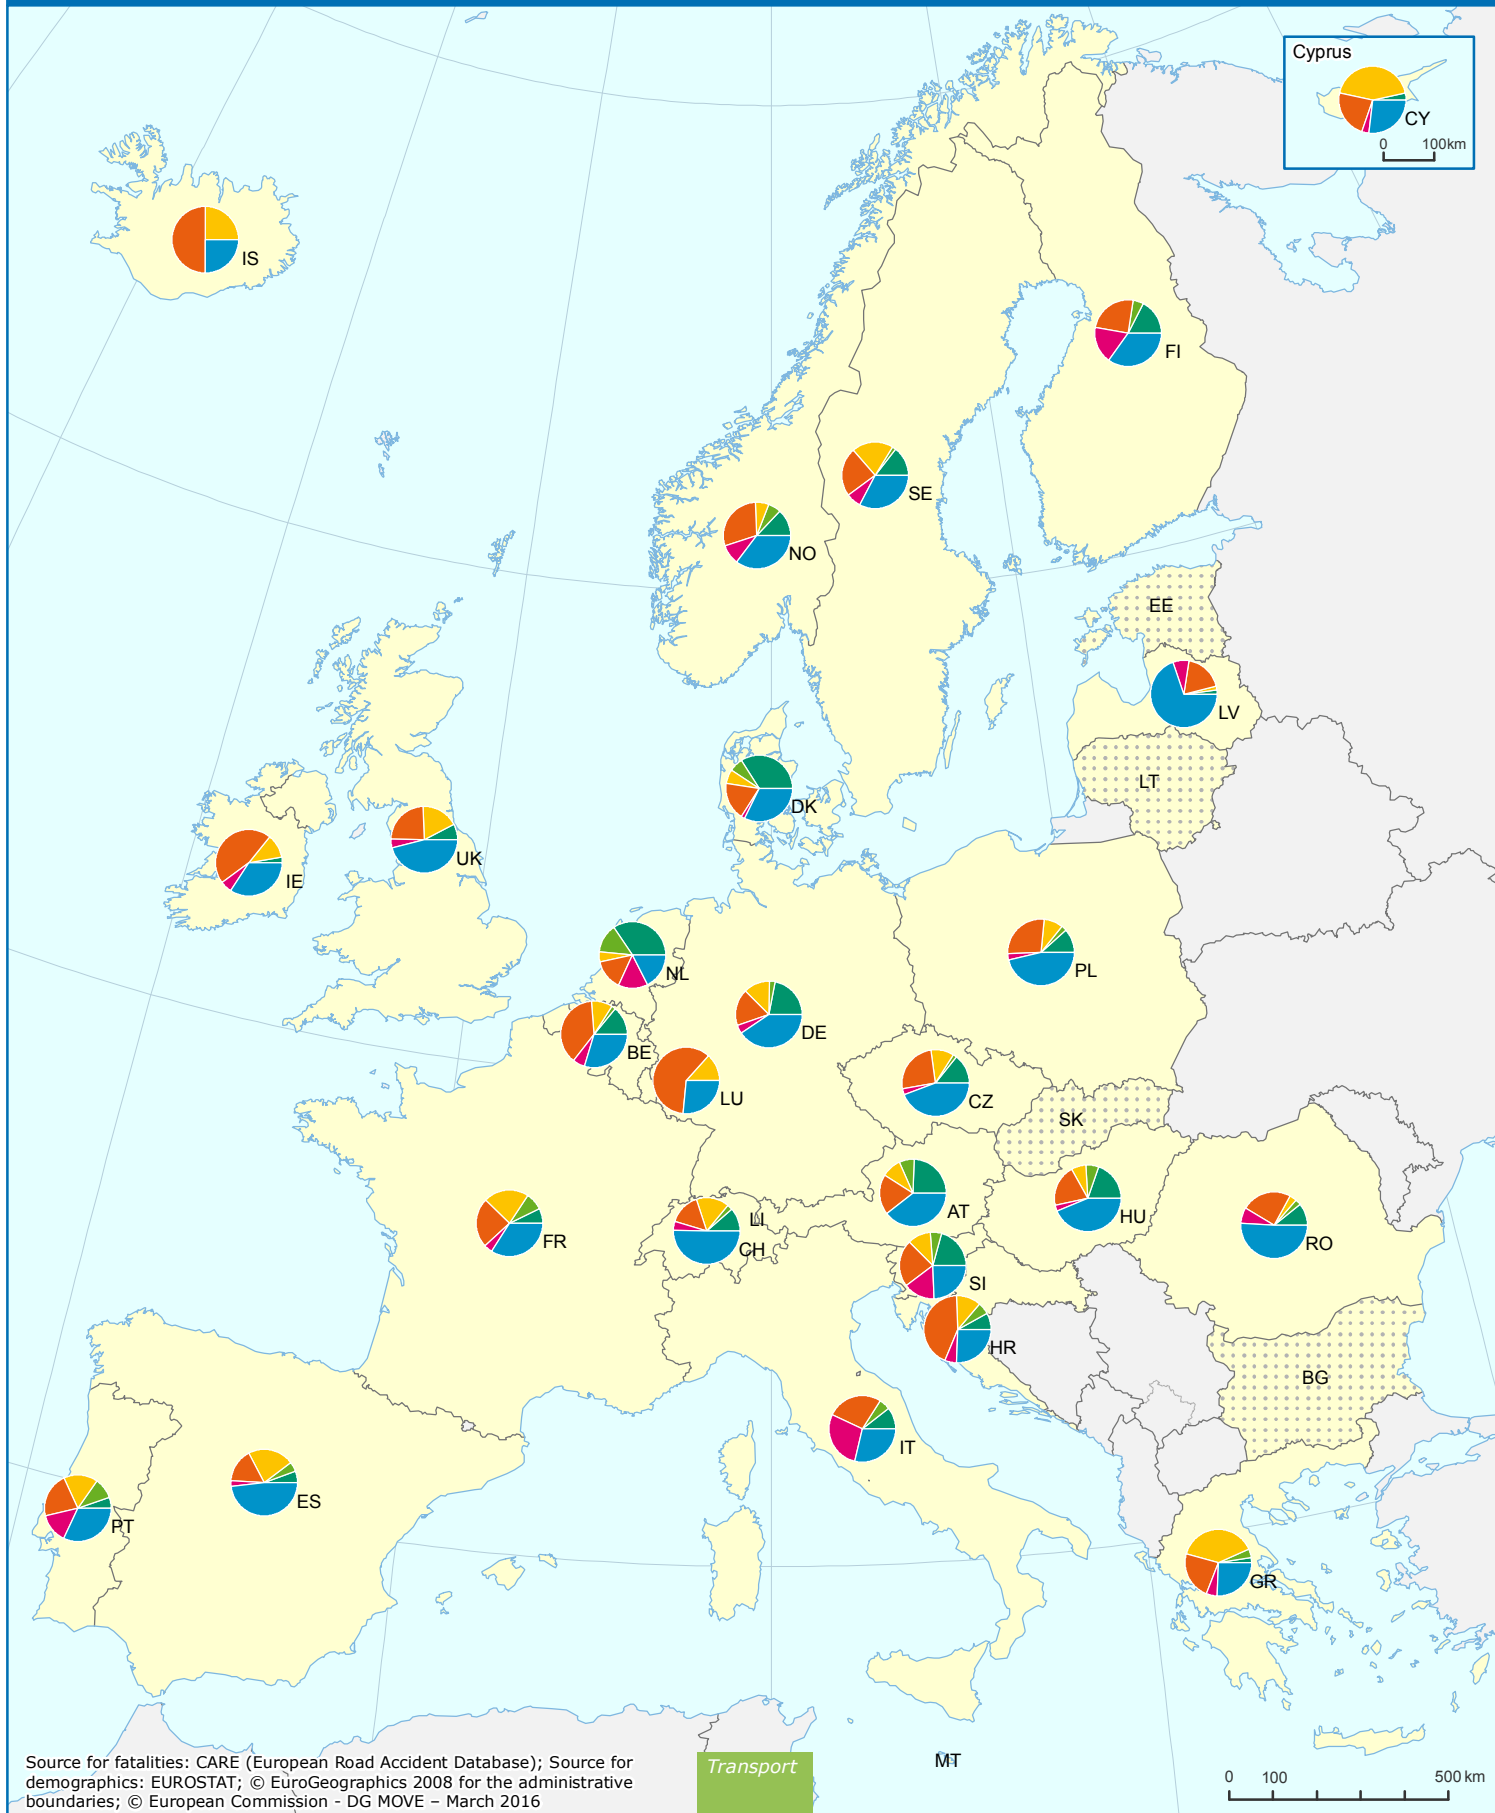 Cyprus
CY
0 100km
IS
FI
SE
NO
EE
LV
LT
DK
UK
IE
NL
PL
BE
DE
LU
CZ
SK
AT
HU
FR
LI
CH
RO
SI
HR
BG
IT
ES
PT
GR
MT
Source for fatalities: CARE (European Road Accident Database); Source for
demographics: EUROSTAT; © EuroGeographics 2008 for the administrative
boundaries; © European Commission - DG MOVE – March 2016
Transport
0 100 500 km